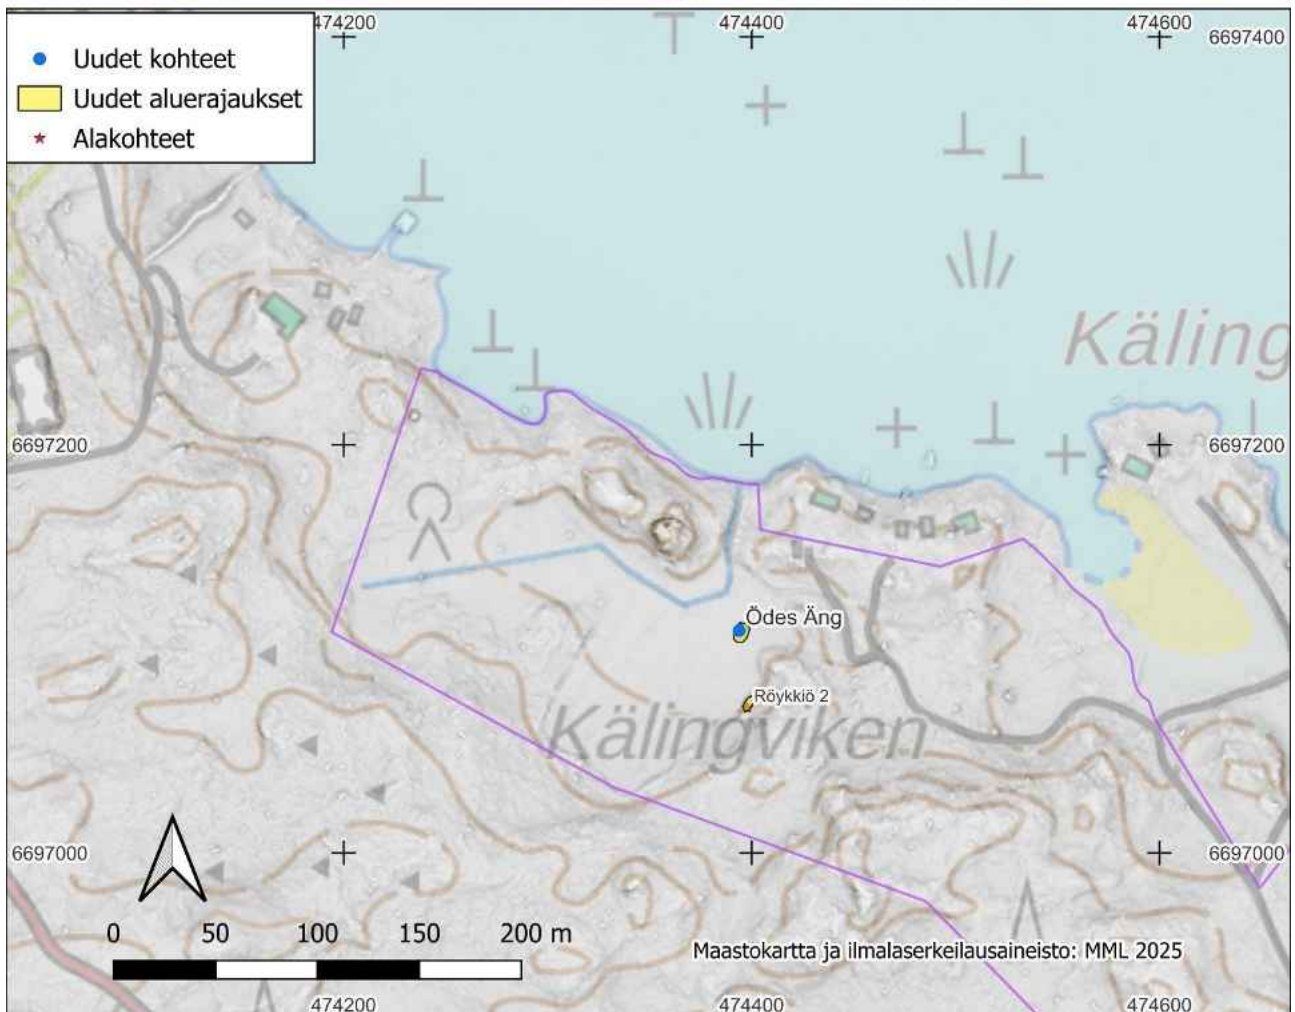 474200
474400
474600
6697400
Uudet kohteet
Uudet aluerajaukset
Alakohteet
Käling
6697200
6697200
Ödes Äng
Röykkiö 2
Kälingviken
6697000
6697000
0 50 100 150 200 m
Maastokartta ja ilmalaserkeilausaineisto: MML 2025
474200
474400
474600